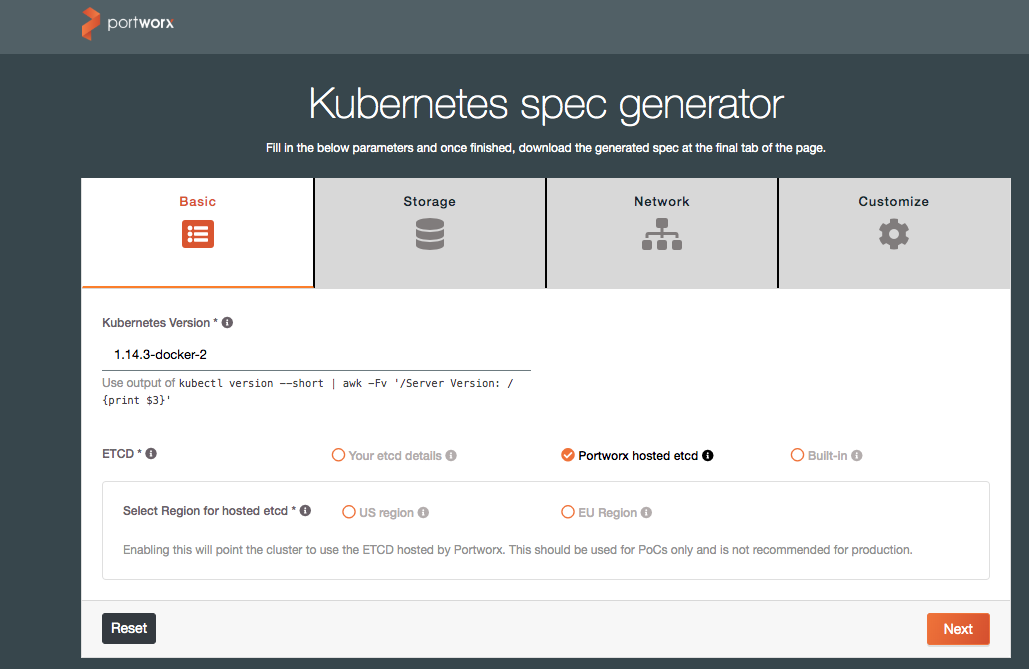 portworx
Kubernetes spec generator
Fill in the below parameters and once finished, download the generated spec at the final tab of the page.
Basic
Storage
Network
Customize
Kubernetes Version *
1.14.3-docker-2
Use output of kubectl version --short | awk -Fv '/Server Version: /
{print $3}'
ETCD *
Your etcd details
Portworx hosted etcd
Built-in
Select Region for hosted etcd *
US region
EU Region
Enabling this will point the cluster to use the ETCD hosted by Portworx. This should be used for PoCs only and is not recommended for production.
Reset
Next